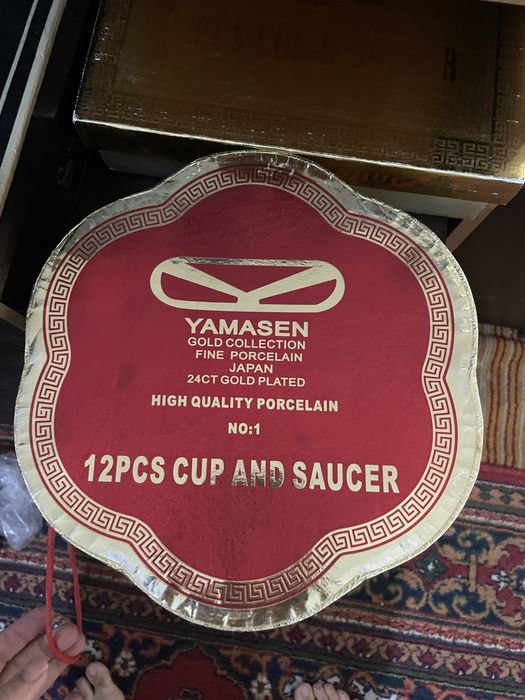 YAMASEN
GOLD COLLECTION
FINE PORCELAIN
JAPAN
24CT GOLD PLATED
HIGH QUALITY PORCELAIN
NO:1
12PCS CUP AND SAUCER